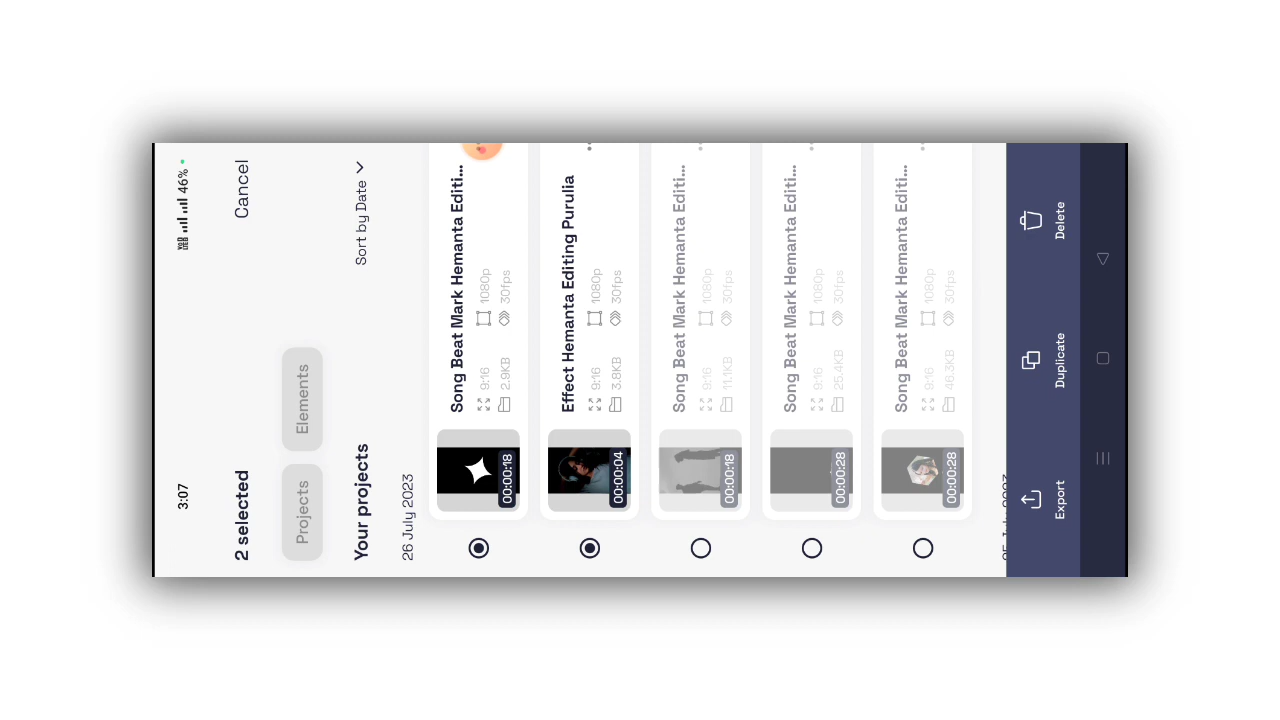 3:07
VoD 46%
2 selected
Cancel
Projects
Elements
Your projects
Sort by Date
26 July 2023
Song Beat Mark Hemanta Editi...
9:16
1080p
2.9KB
30fps
00:00:18
Effect Hemanta Editing Purulia
9:16
1080p
3.8KB
30fps
00:00:04
Song Beat Mark Hemanta Editi...
9:16
1080p
11.1KB
30fps
00:00:18
Song Beat Mark Hemanta Editi...
9:16
1080p
25.4KB
30fps
00:00:28
Song Beat Mark Hemanta Editi...
9:16
1080p
46.3KB
30fps
00:00:28
Export
Duplicate
Delete